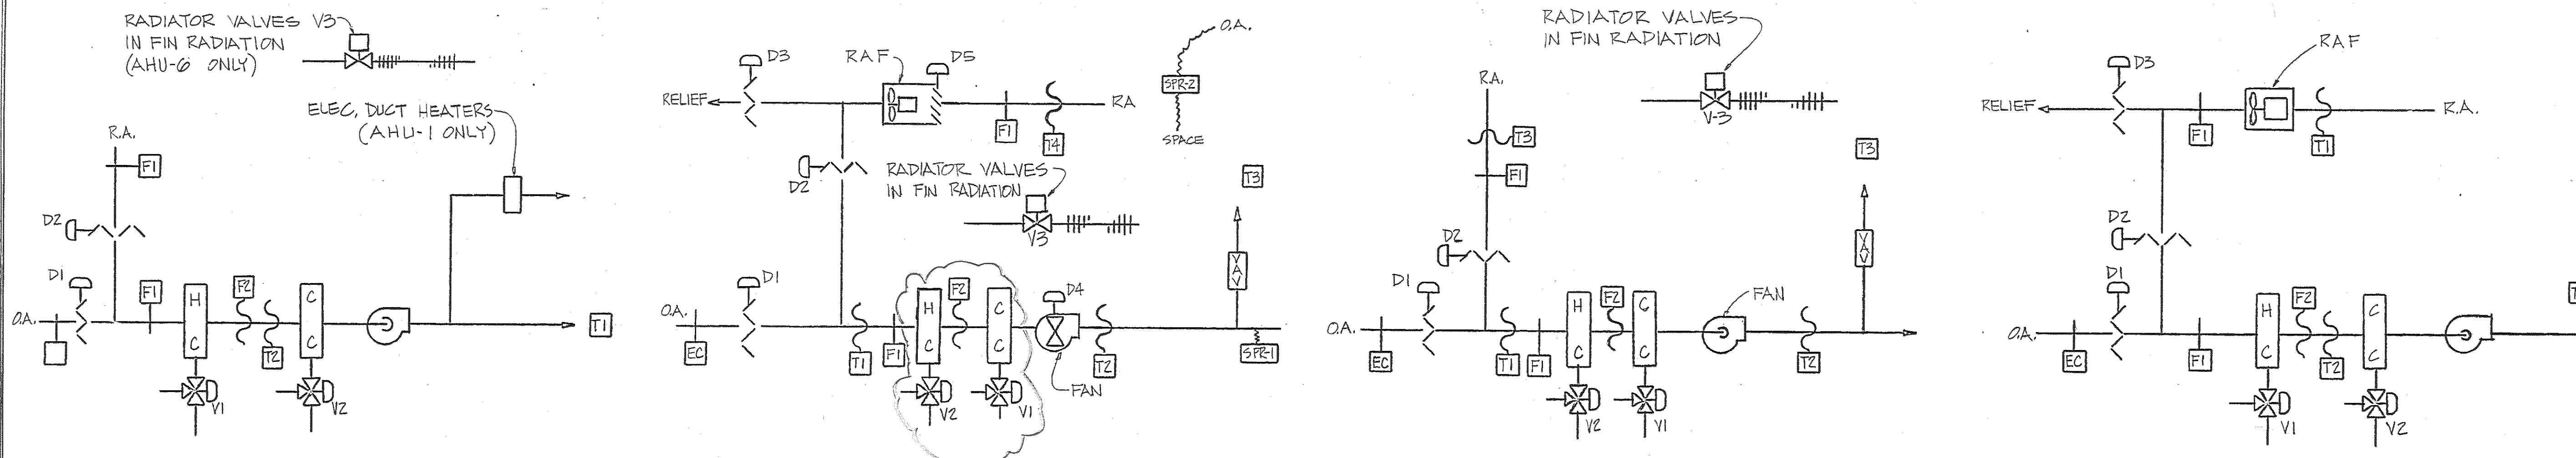 RADIATOR VALVES V3
IN FIN RADIATION
(AHU-6 ONLY)
ELEC. DUCT HEATERS
(AHU-1 ONLY)
R.A.
F1
D2
D1
F1
H
C
F2
T2
C
C
O.A.
T1
V1
V2
D3
RAF
D5
RELIEF
RA
F1
T4
O.A.
SPR-2
SPACE
D2
RADIATOR VALVES
IN FIN RADIATION
V3
T3
VAV
D1
O.A.
EC
T1
F1
H
C
F2
C
C
D4
T2
FAN
SPR-1
V2
V1
RADIATOR VALVES
IN FIN RADIATION
V-3
R.A.
T3
F1
D2
T3
VAV
D1
O.A.
EC
T1
F1
H
C
F2
C
C
FAN
T2
V2
V1
D3
RAF
RELIEF
R.A.
F1
T1
D2
D1
O.A.
EC
F1
H
C
F2
T2
C
C
V1
V2